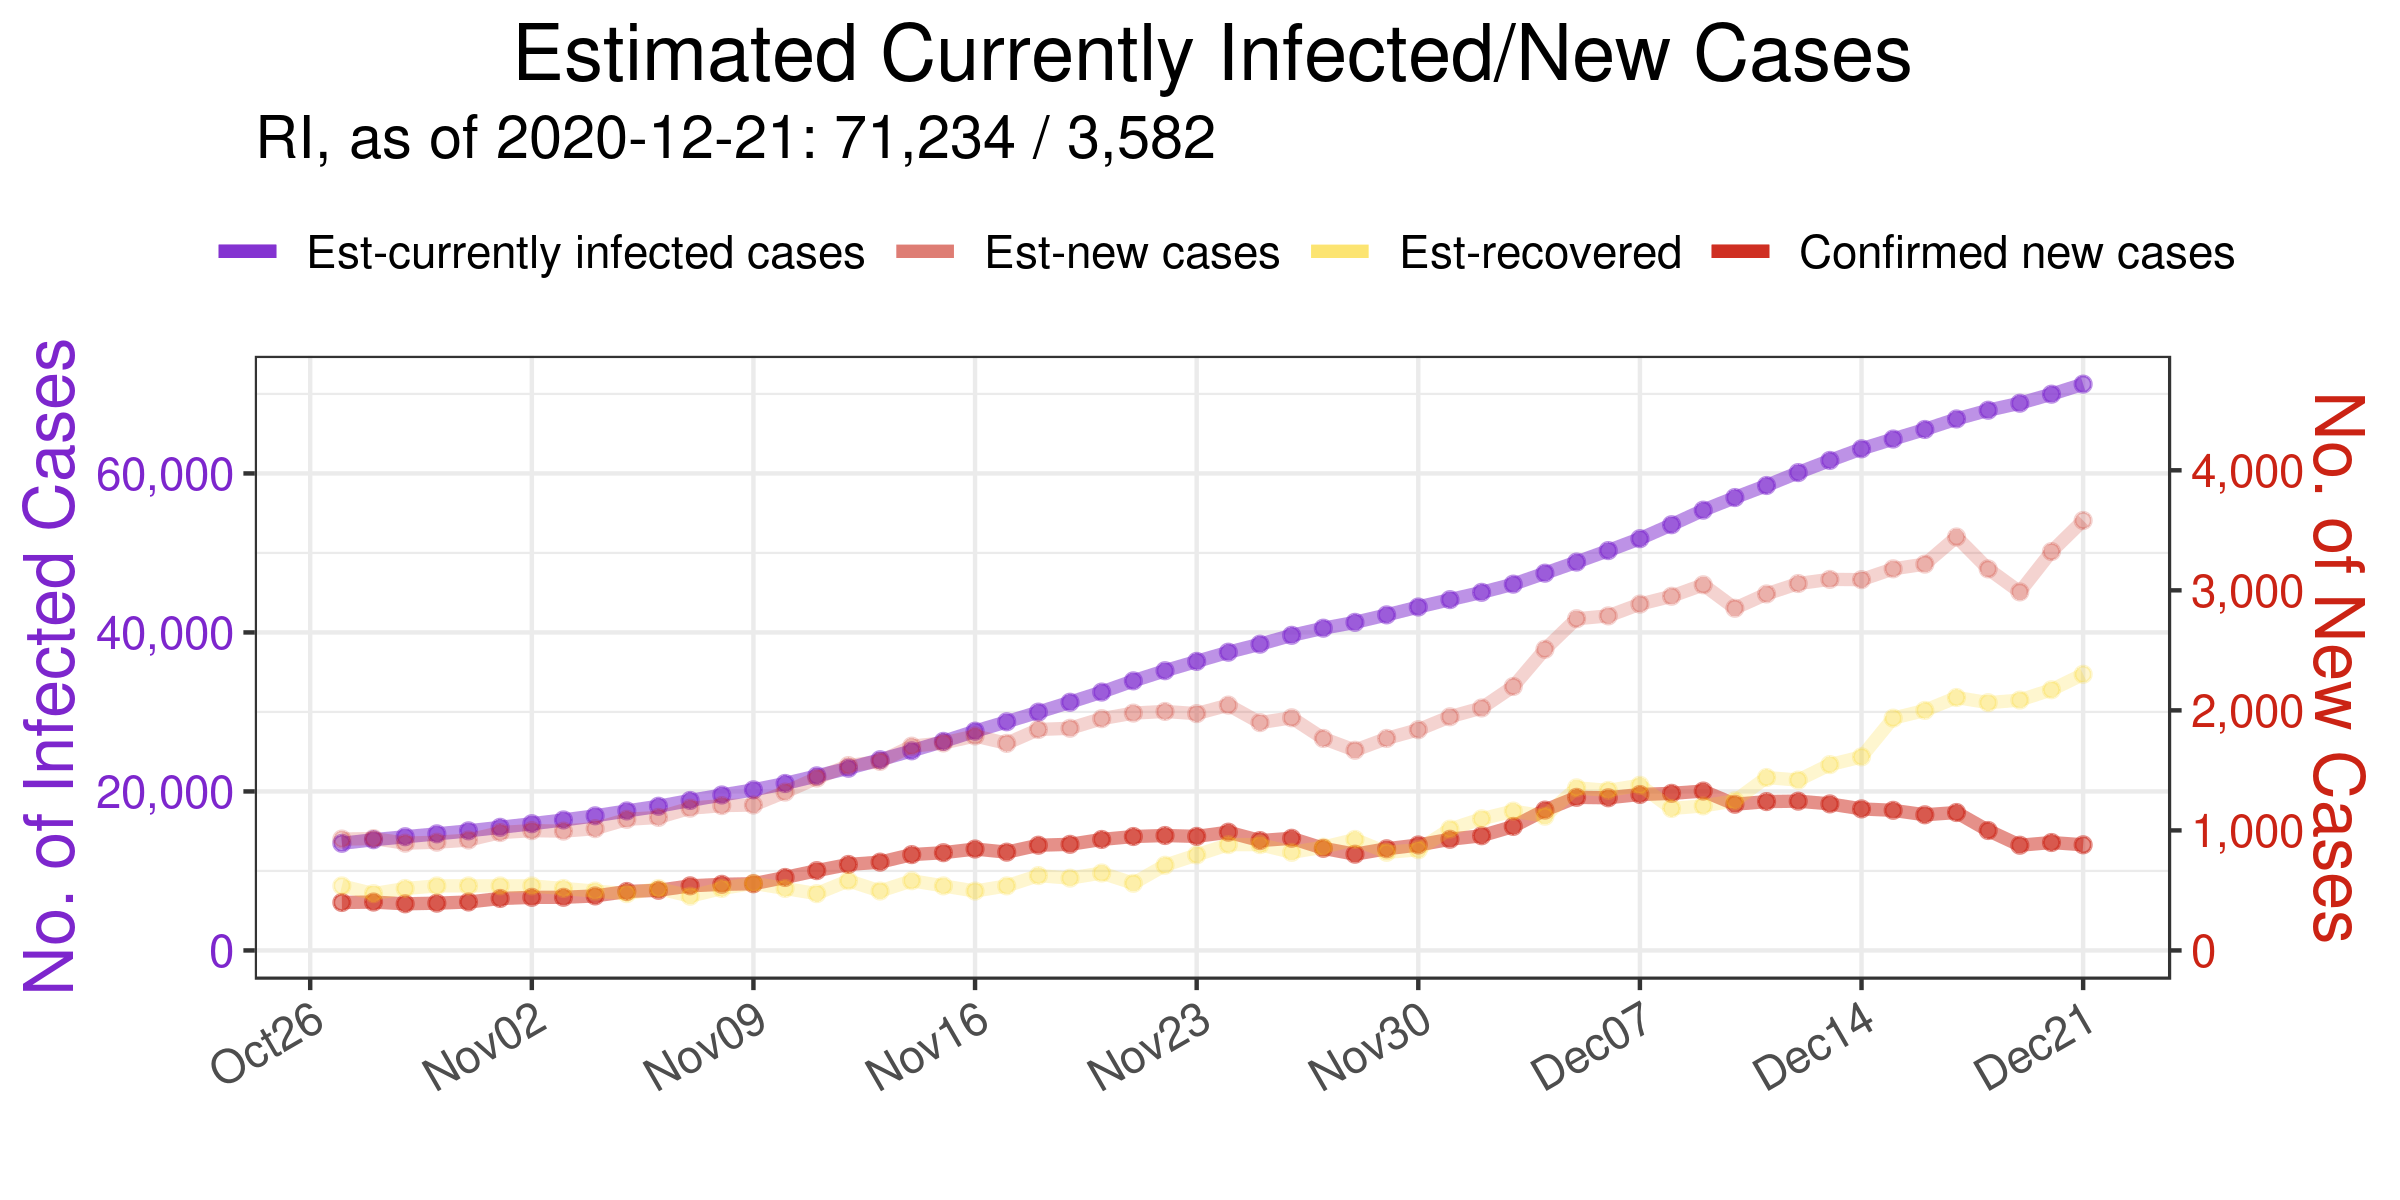 Estimated Currently Infected/New Cases
RI, as of 2020-12-21: 71,234 / 3,582
Est-currently infected cases Est-new cases Est-recovered Confirmed new cases
No. of Infected Cases
60,000
40,000
20,000
0
4,000
3,000
2,000
1,000
0
No. of New Cases
Oct26 Nov02 Nov09 Nov16 Nov23 Nov30 Dec07 Dec14 Dec21